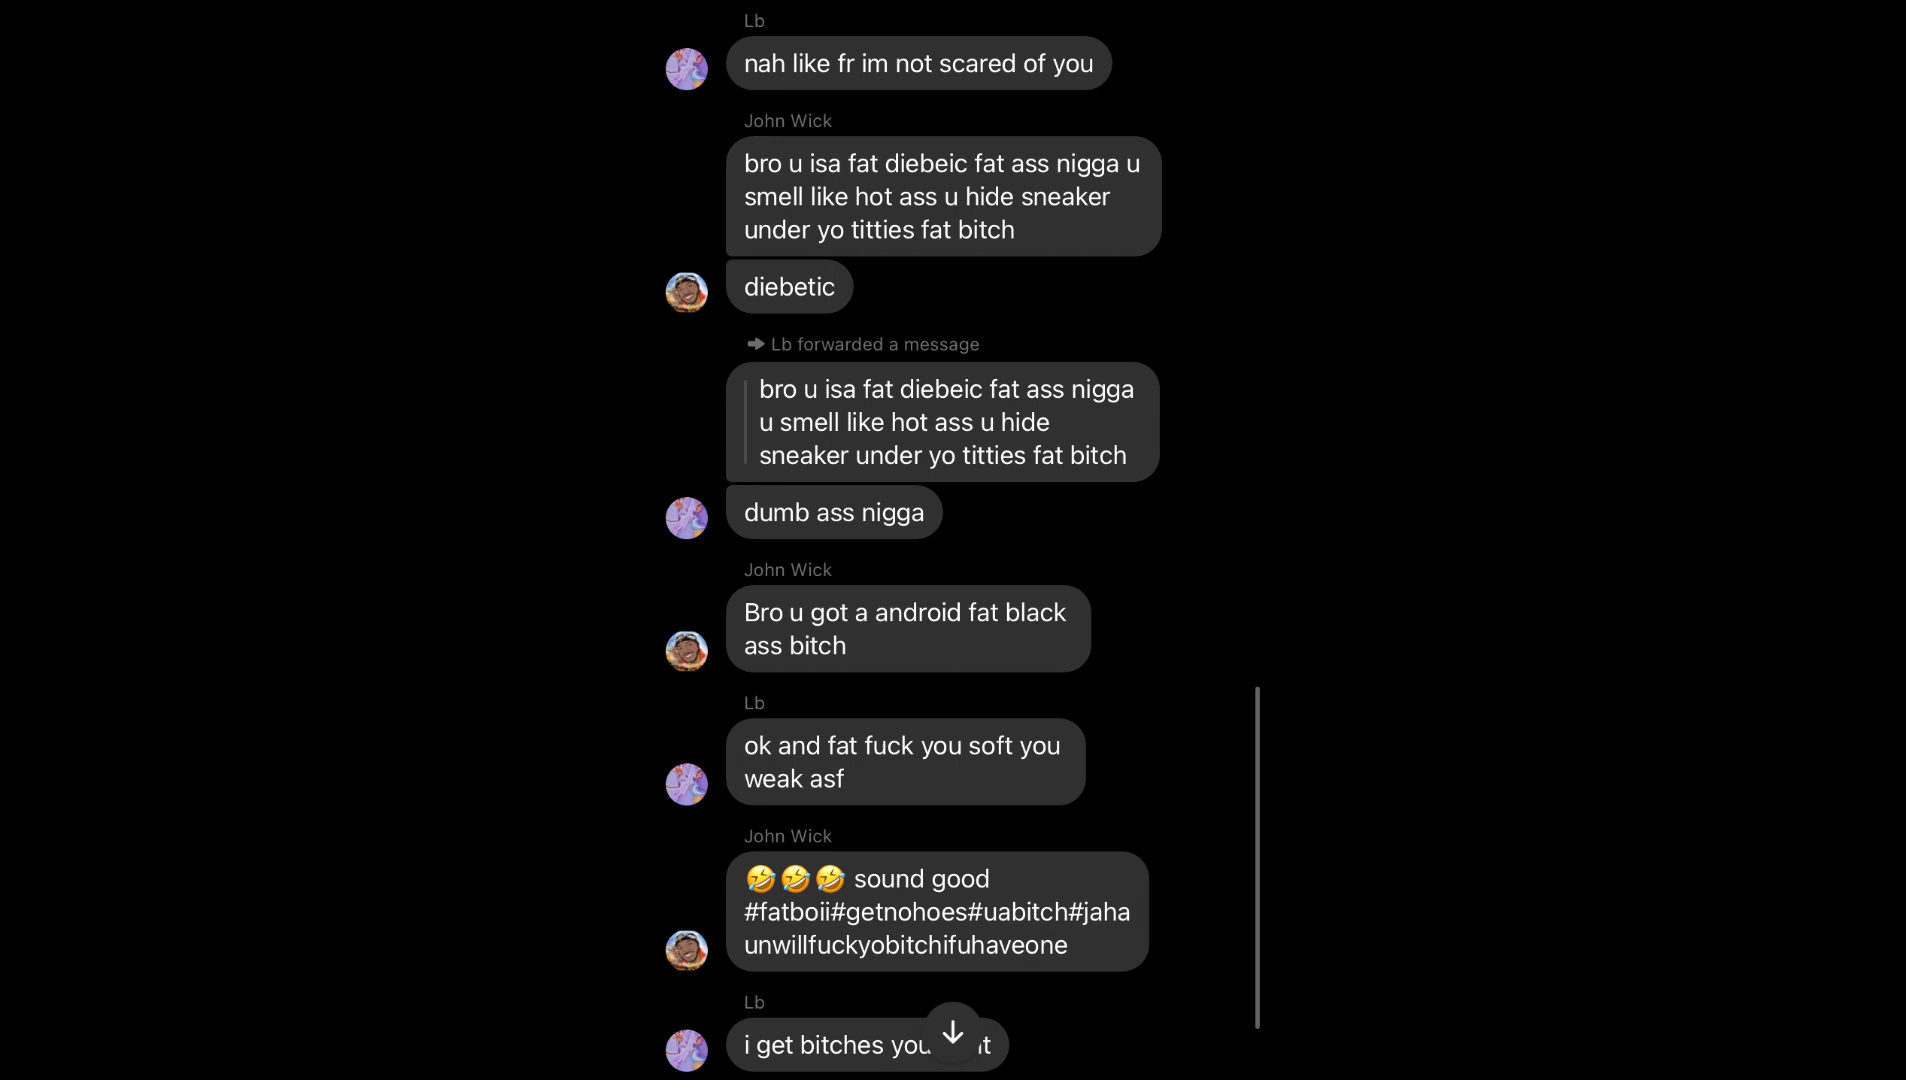 Lb
nah like fr im not scared of you
John Wick
bro u isa fat diebeic fat ass nigga u
smell like hot ass u hide sneaker
under yo titties fat bitch
diebetic
Lb forwarded a message
bro u isa fat diebeic fat ass nigga
u smell like hot ass u hide
sneaker under yo titties fat bitch
dumb ass nigga
John Wick
Bro u got a android fat black
ass bitch
Lb
ok and fat fuck you soft you
weak asf
John Wick
🤣🤣🤣 sound good
#fatboii#getnohoes#uabitch#jaha
unwillfuckyobitchifuhaveone
Lb
i get bitches you